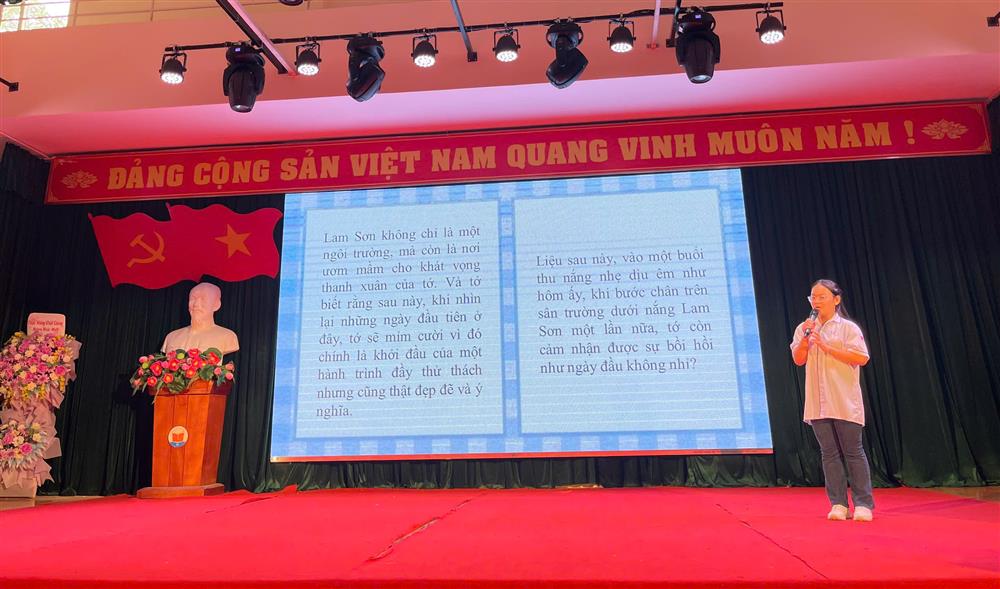 ĐẢNG CỘNG SẢN VIỆT NAM QUANG VINH MUÔN NĂM !
Lam Sơn không chỉ là một
ngôi trường, mà còn là nơi
ươm mầm cho khát vọng
thanh xuân của tớ. Và tớ
biết rằng sau này, khi nhìn
lại những ngày đầu tiên ở
đây, tớ sẽ mỉm cười vì đó
chính là khởi đầu của một
hành trình đầy thử thách
nhưng cũng thật đẹp đẽ và ý
nghĩa.
Liệu sau này, vào một buổi
thu nắng nhẹ dịu êm như
hôm ấy, khi bước chân trên
sân trường dưới nắng Lam
Sơn một lần nữa, tớ còn
cảm nhận được sự bồi hồi
như ngày đầu không nhỉ?